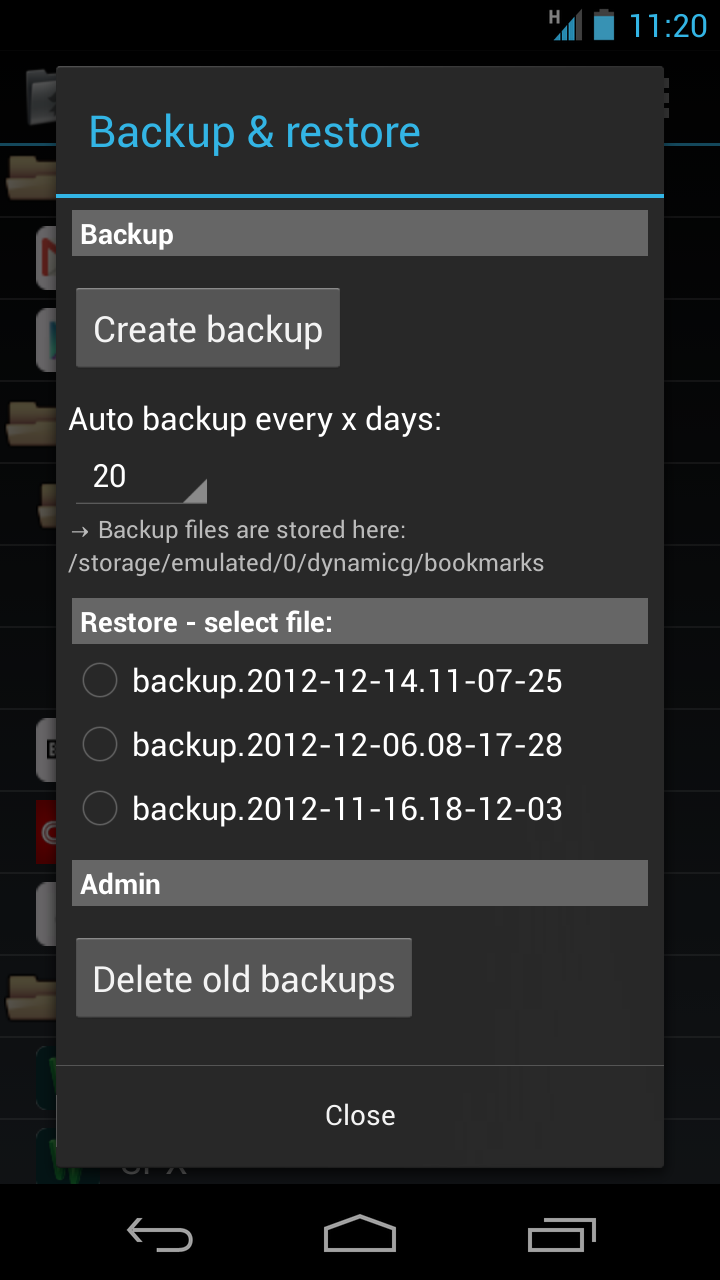 H 11:20
Backup & restore
Backup
Create backup
Auto backup every x days:
20
→ Backup files are stored here:
/storage/emulated/0/dynamicg/bookmarks
Restore - select file:
backup.2012-12-14.11-07-25
backup.2012-12-06.08-17-28
backup.2012-11-16.18-12-03
Admin
Delete old backups
Close